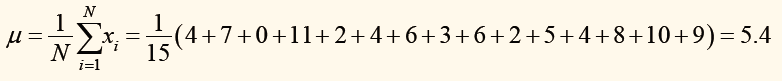 μ = 1/N ∑_{i=1}^{N} x_i = 1/15 (4 + 7 + 0 + 11 + 2 + 4 + 6 + 3 + 6 + 2 + 5 + 4 + 8 + 10 + 9) = 5.4